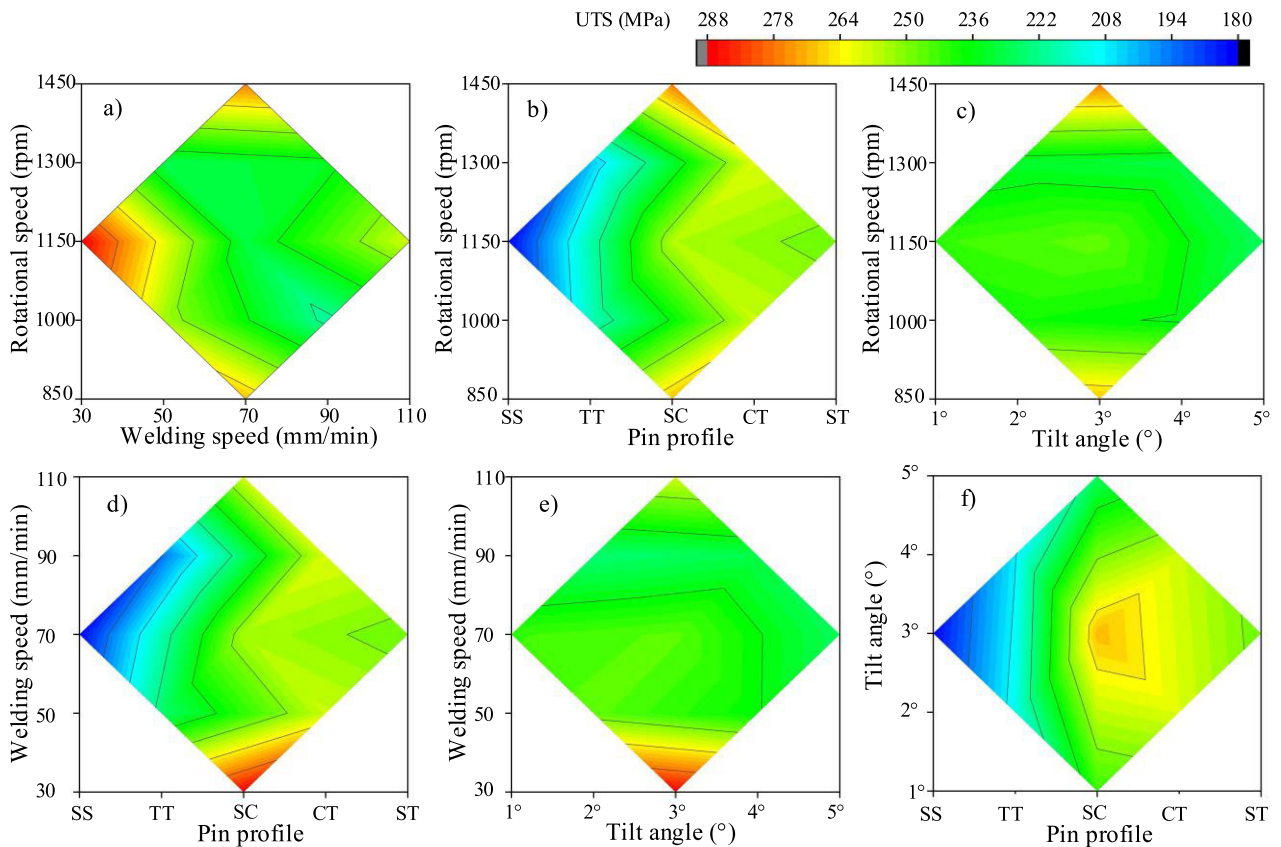 UTS (MPa) 288 278 264 250 236 222 208 194 180
a)
Rotational speed (rpm)
1450
1300
1150
1000
850
30 50 70 90 110
Welding speed (mm/min)
b)
Rotational speed (rpm)
1450
1300
1150
1000
850
SS TT SC CT ST
Pin profile
c)
Rotational speed (rpm)
1450
1300
1150
1000
850
1° 2° 3° 4° 5°
Tilt angle (°)
d)
Welding speed (mm/min)
110
90
70
50
30
SS TT SC CT ST
Pin profile
e)
Welding speed (mm/min)
110
90
70
50
30
1° 2° 3° 4° 5°
Tilt angle (°)
f)
Tilt angle (°)
5°
4°
3°
2°
1°
SS TT SC CT ST
Pin profile